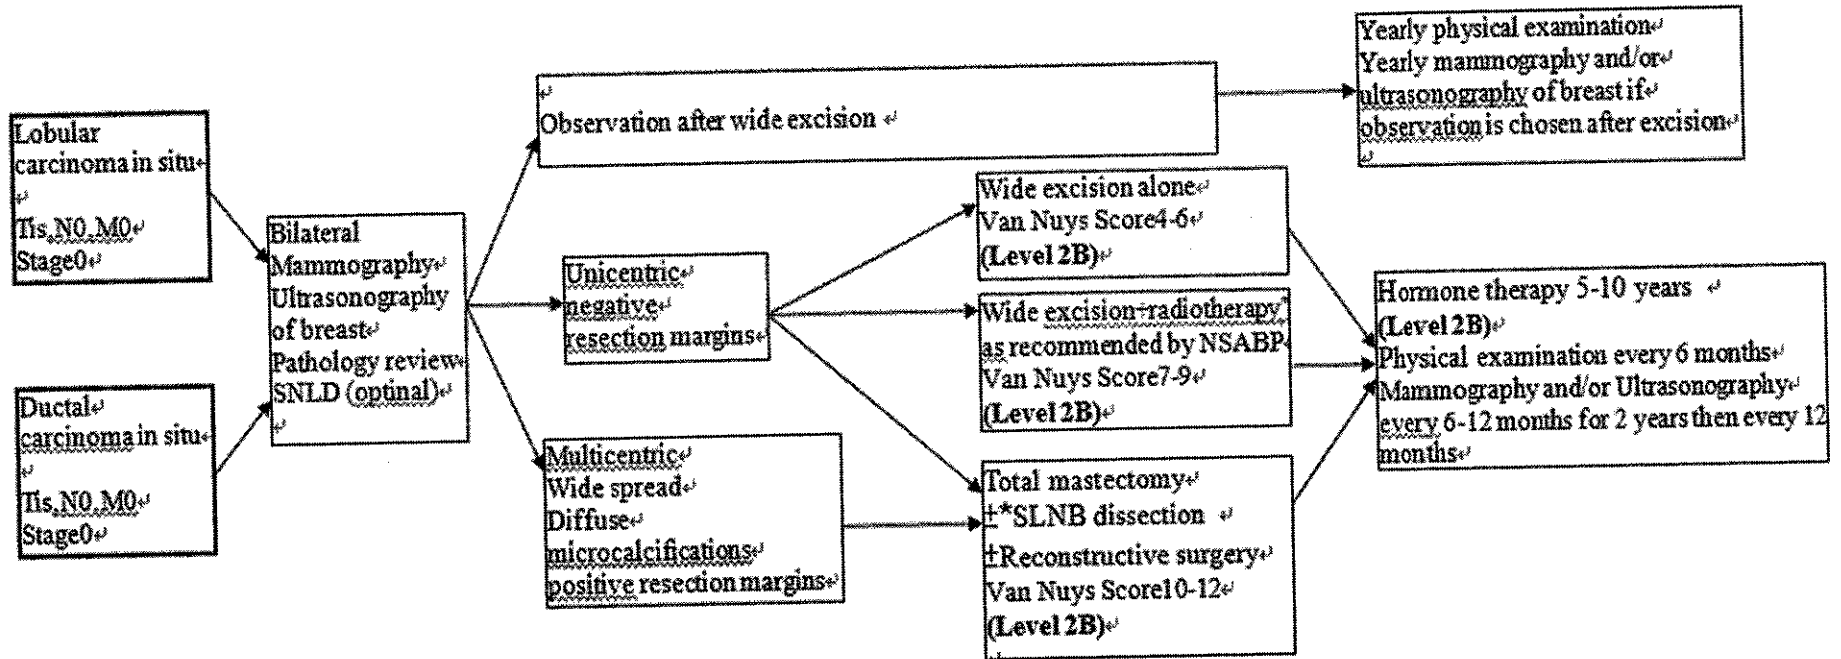 Lobular
carcinoma in situ
Tis,N0,M0
Stage0
Ductal
carcinoma in situ
Tis,N0,M0
Stage0
Bilateral
Mammography
Ultrasonography
of breast
Pathology review
SNLD (optinal)
Observation after wide excision
Yearly physical examination
Yearly mammography and/or
ultrasonography of breast if
observation is chosen after excision
Unicentric
negative
resection margins
Multicentric
Wide spread
Diffuse
microcalcifications
positive resection margins
Wide excision alone
Van Nuys Score4-6
(Level 2B)
Wide excision+radiotherapy
as recommended by NSABP
Van Nuys Score7-9
(Level 2B)
Total mastectomy
±*SLNB dissection
±Reconstructive surgery
Van Nuys Score10-12
(Level 2B)
Hormone therapy 5-10 years
(Level 2B)
Physical examination every 6 months
Mammography and/or Ultrasonography
every 6-12 months for 2 years then every 12
months